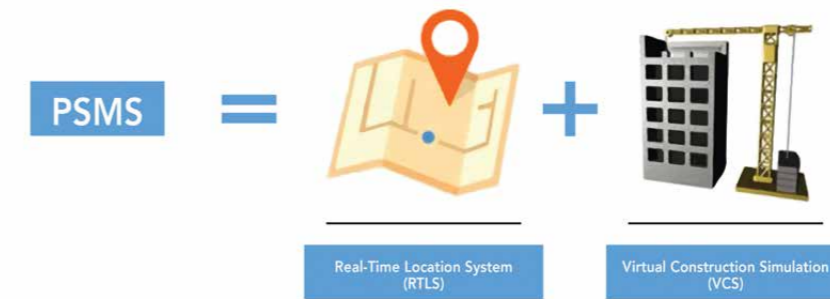 PSMS = +
Real-Time Location System
(RTLS)
Virtual Construction Simulation
(VCS)